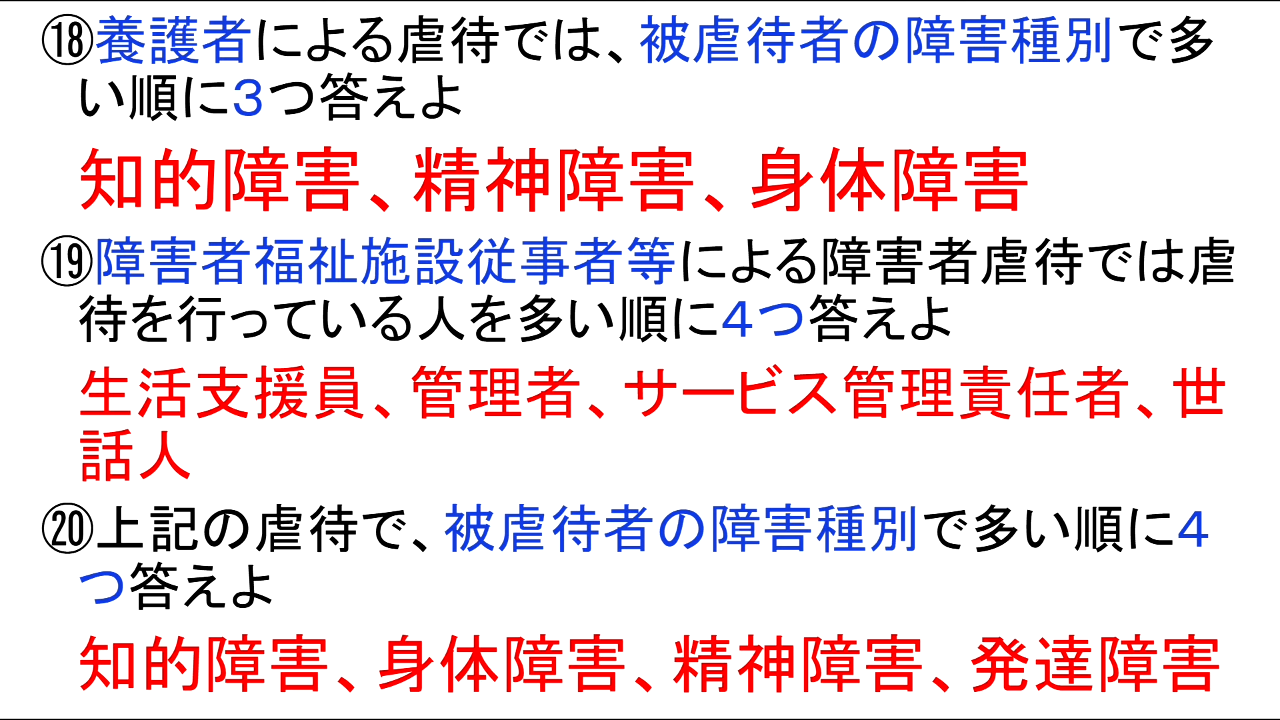 ⑱養護者による虐待では、被虐待者の障害種別で多
い順に３つ答えよ
知的障害、精神障害、身体障害
⑲障害者福祉施設従事者等による障害者虐待では虐
待を行っている人を多い順に４つ答えよ
生活支援員、管理者、サービス管理責任者、世
話人
⑳上記の虐待で、被虐待者の障害種別で多い順に４
つ答えよ
知的障害、身体障害、精神障害、発達障害